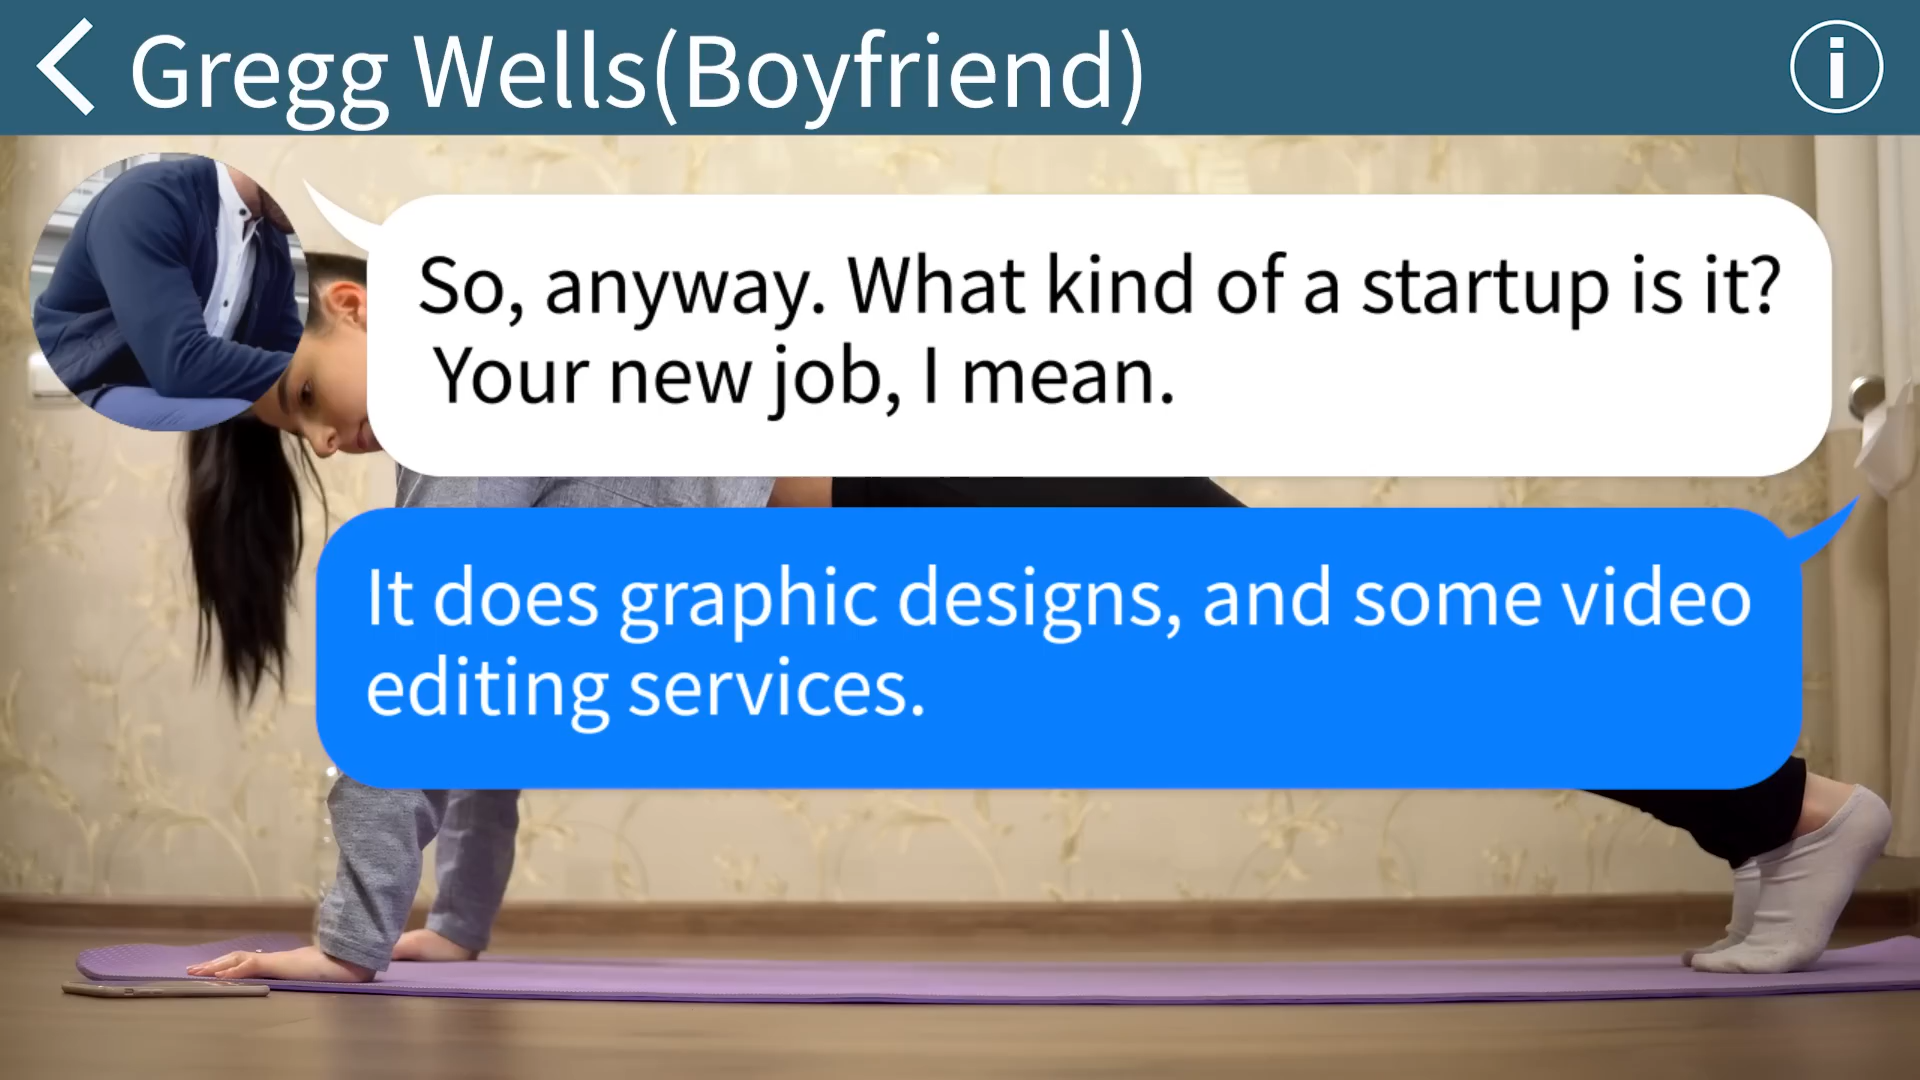 Gregg Wells(Boyfriend)
So, anyway. What kind of a startup is it?
Your new job, I mean.
It does graphic designs, and some video
editing services.